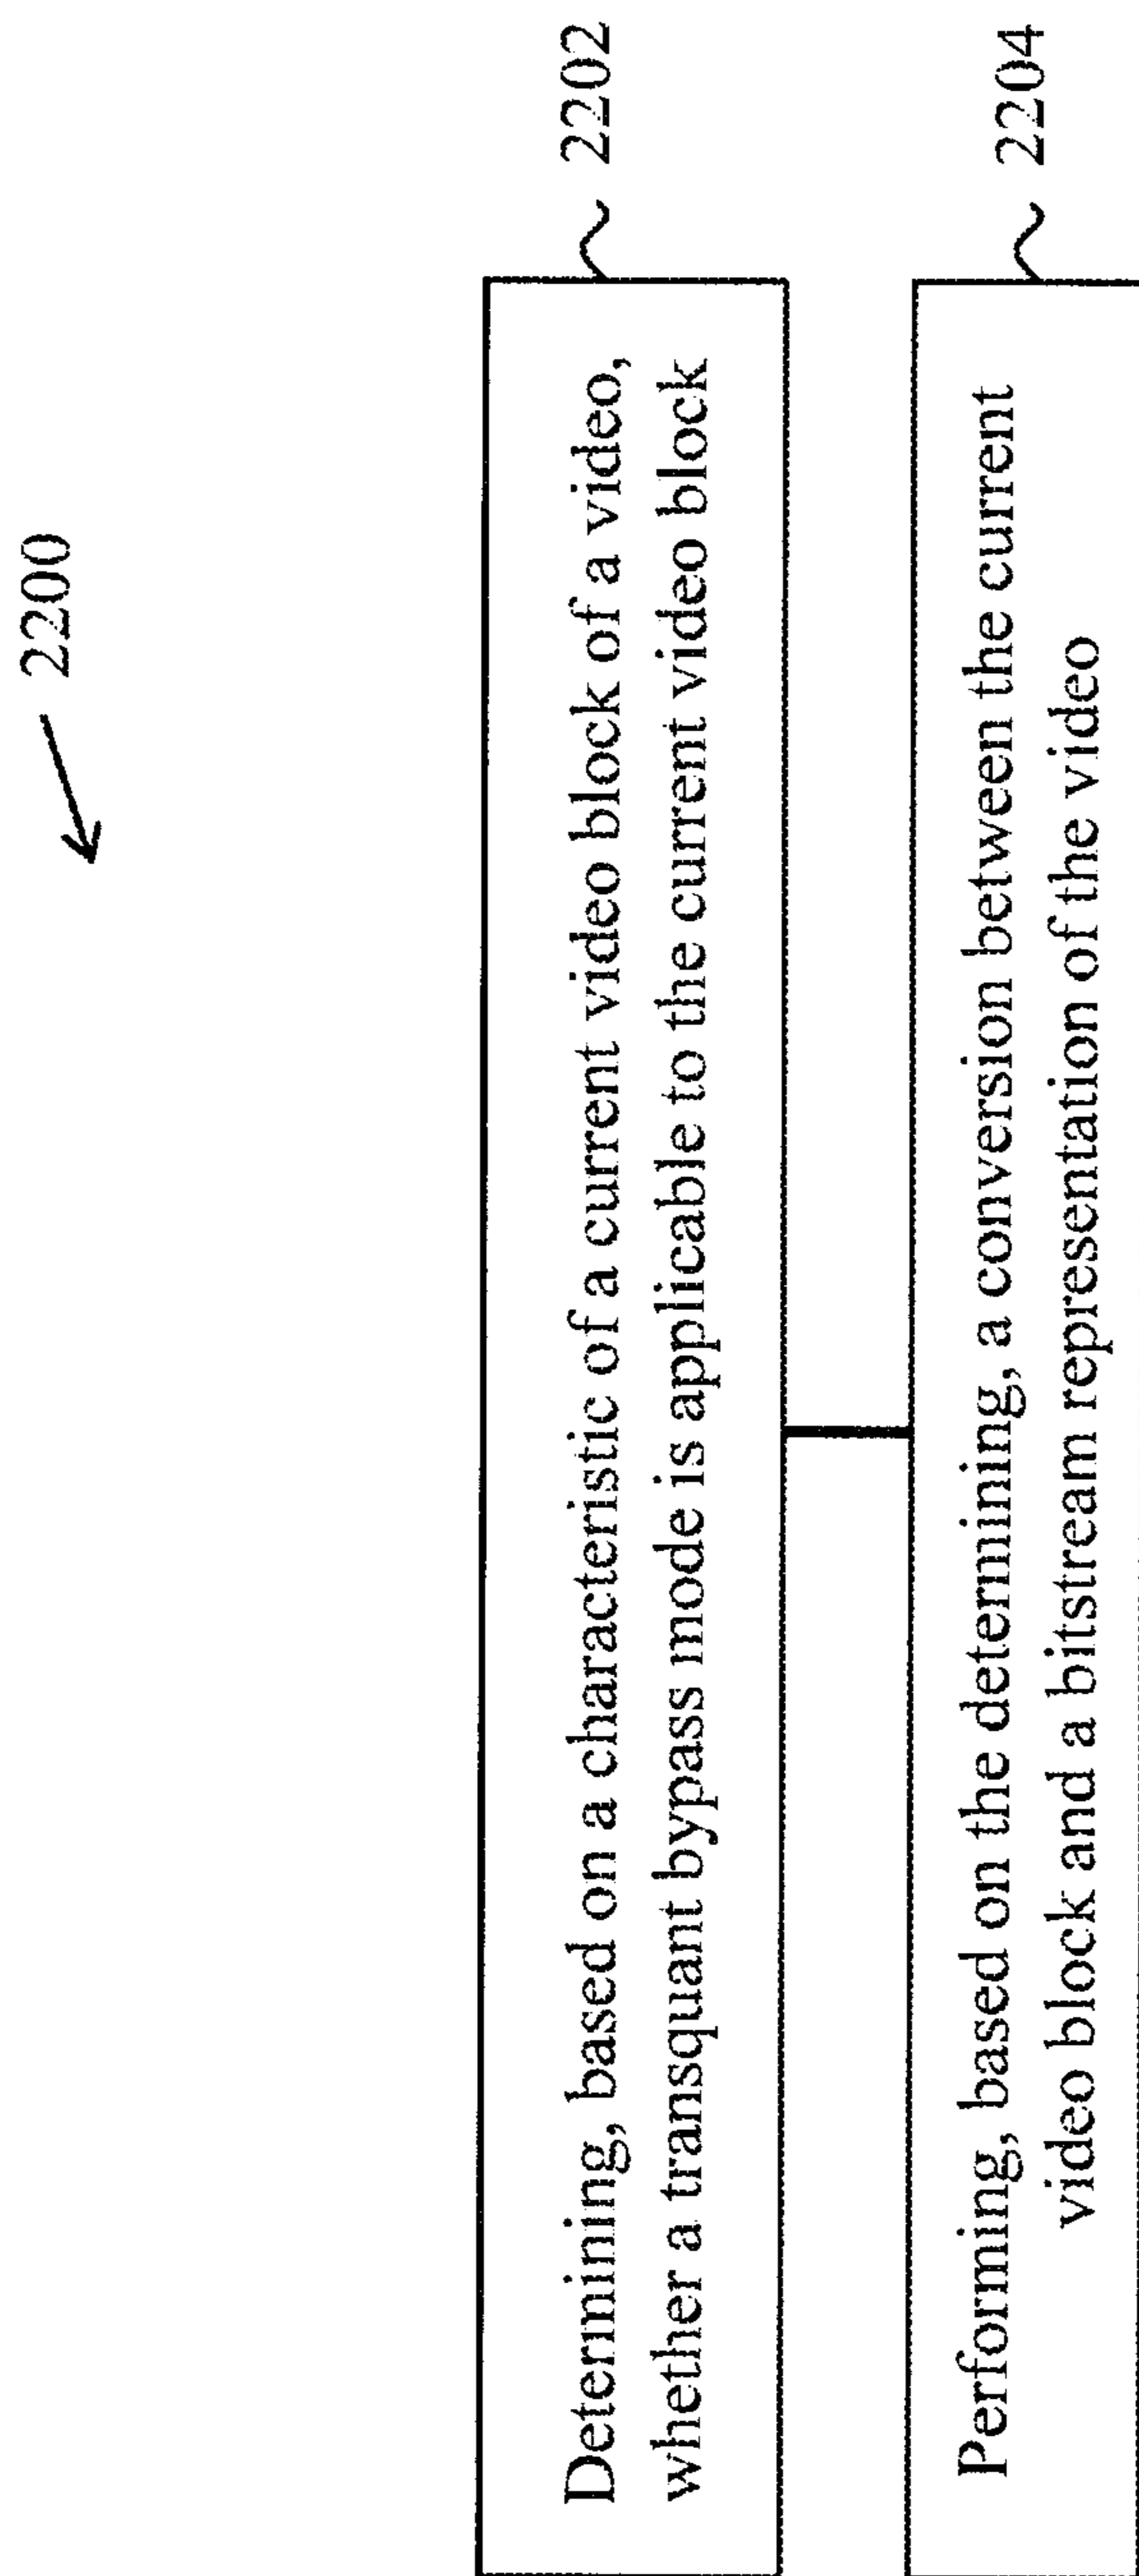 2200
Determining, based on a characteristic of a current video block of a video,
whether a transquant bypass mode is applicable to the current video block
2202
Performing, based on the determining, a conversion between the current
video block and a bitstream representation of the video
2204